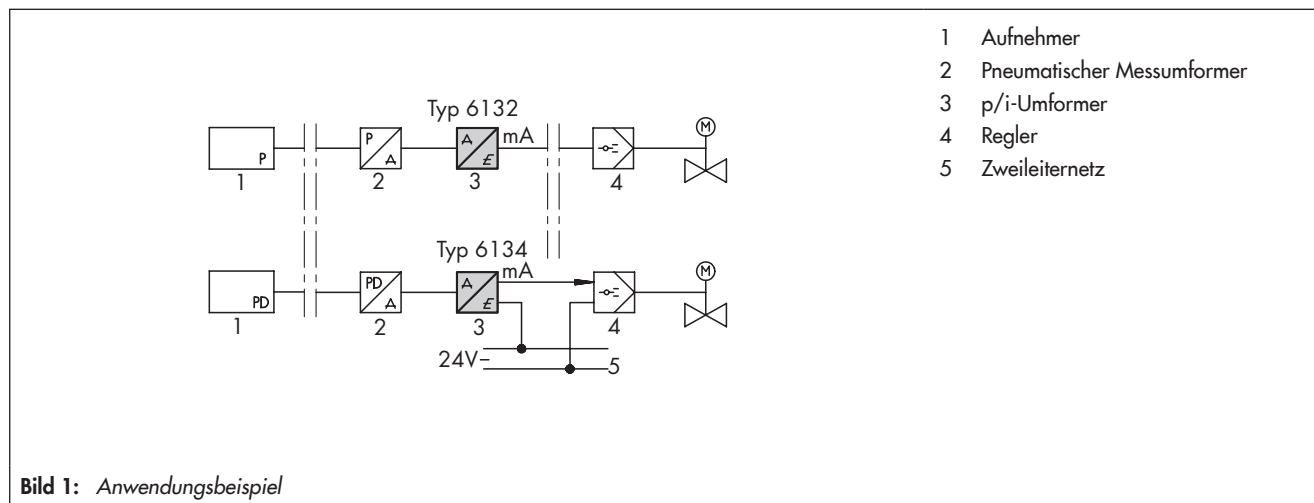 1 Aufnehmer
2 Pneumatischer Messumformer
3 p/i-Umformer
4 Regler
5 Zweileiternetz
Typ 6132
P
P
A
A
E
mA
M
1
2
3
4
Typ 6134
PD
PD
A
A
E
mA
M
1
2
3
4
24V–
5
Bild 1: Anwendungsbeispiel